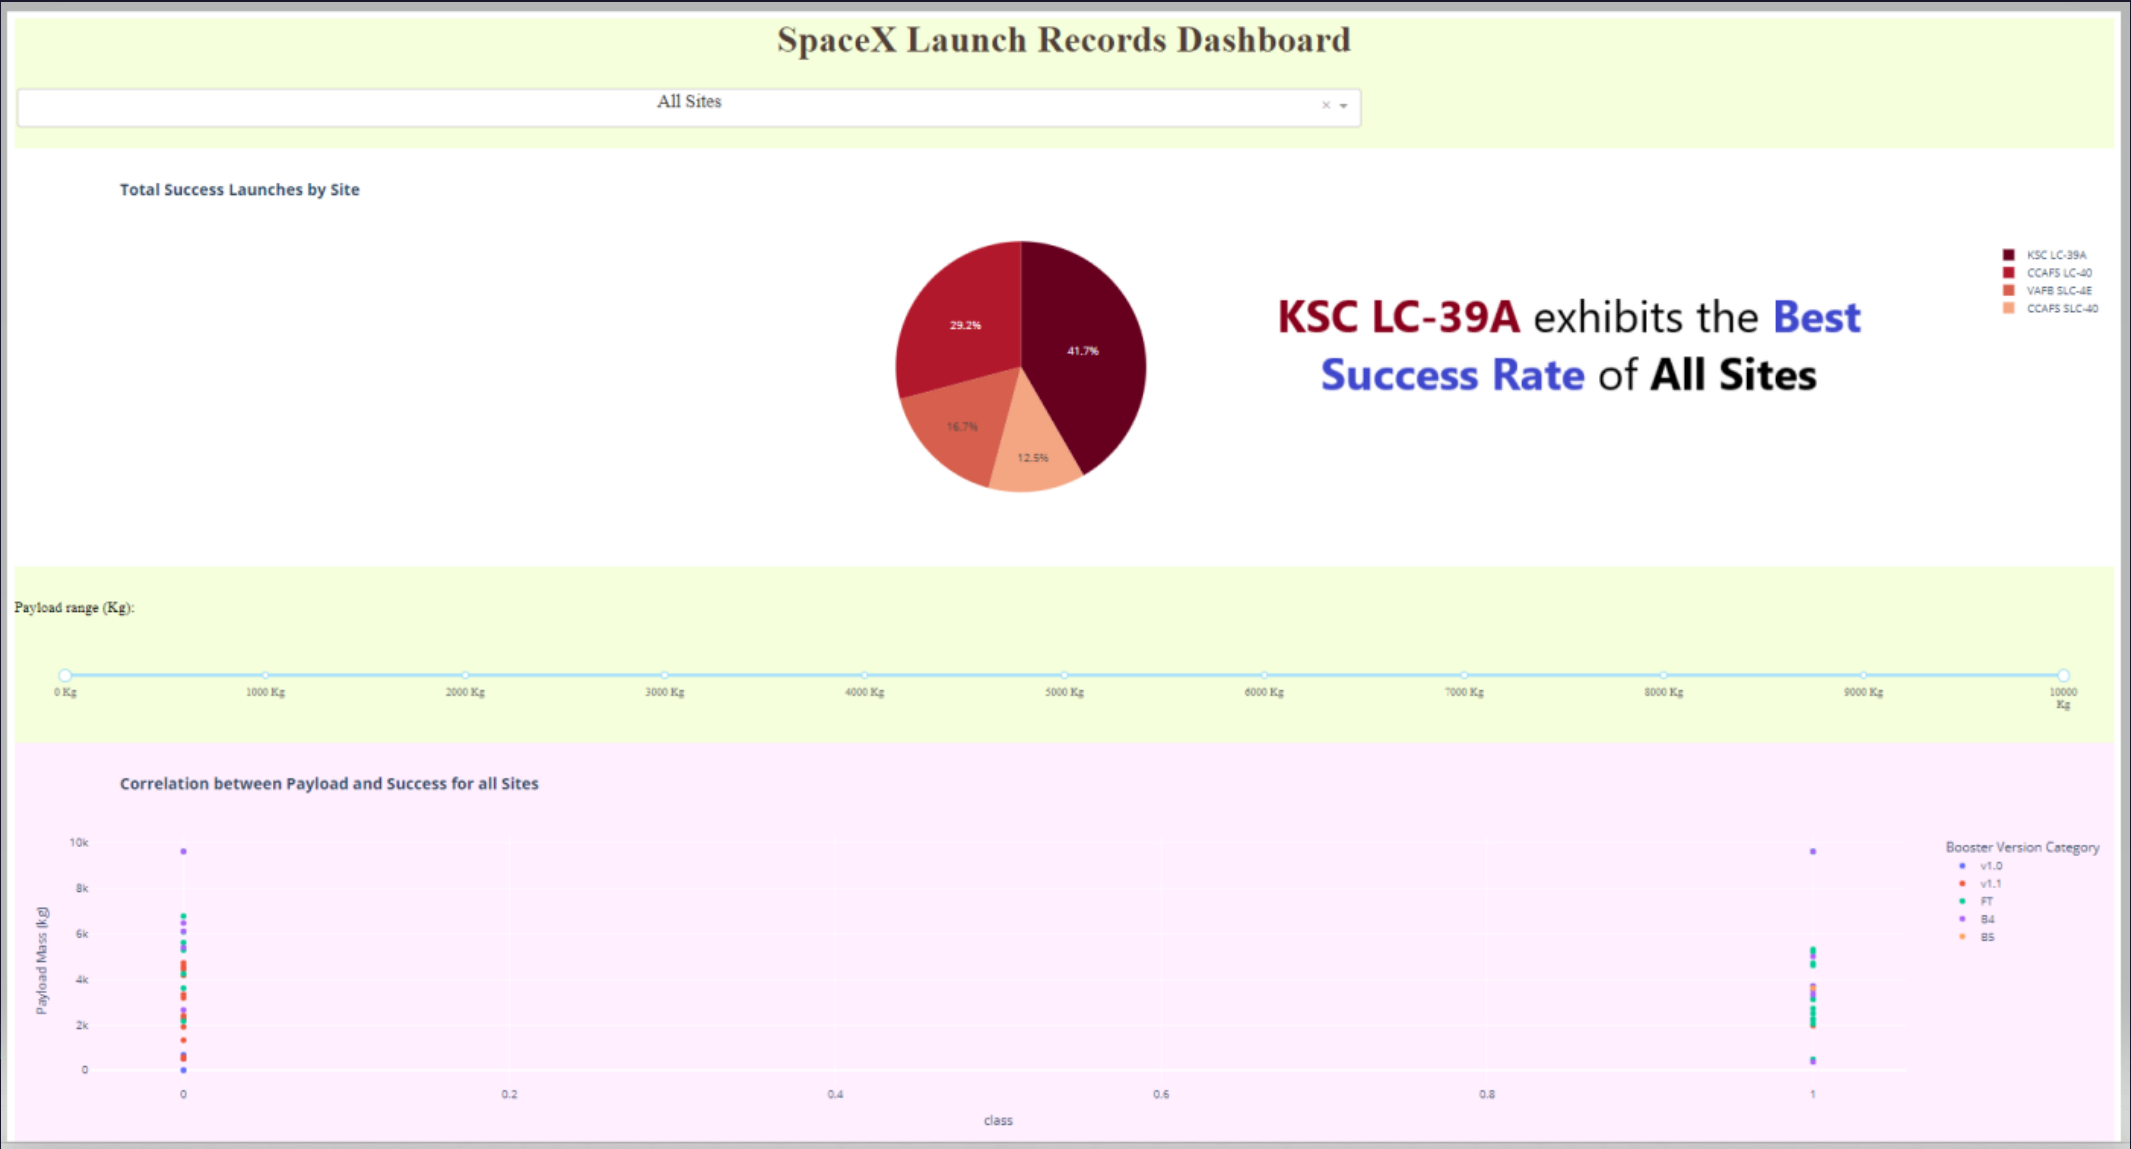 SpaceX Launch Records Dashboard
All Sites
×
Total Success Launches by Site
KSC LC-39A
CCAFS LC-40
VAFB SLC-4E
CCAFS SLC-40
29.2%
41.7%
16.7%
12.5%
KSC LC-39A exhibits the Best
Success Rate of All Sites
Payload range (Kg):
0 Kg 1000 Kg 2000 Kg 3000 Kg 4000 Kg 5000 Kg 6000 Kg 7000 Kg 8000 Kg 9000 Kg 10000
Kg
Correlation between Payload and Success for all Sites
Payload Mass (kg)
10k
8k
6k
4k
2k
0
0 0.2 0.4 0.6 0.8 1
class
Booster Version Category
v1.0
v1.1
FT
B4
B5